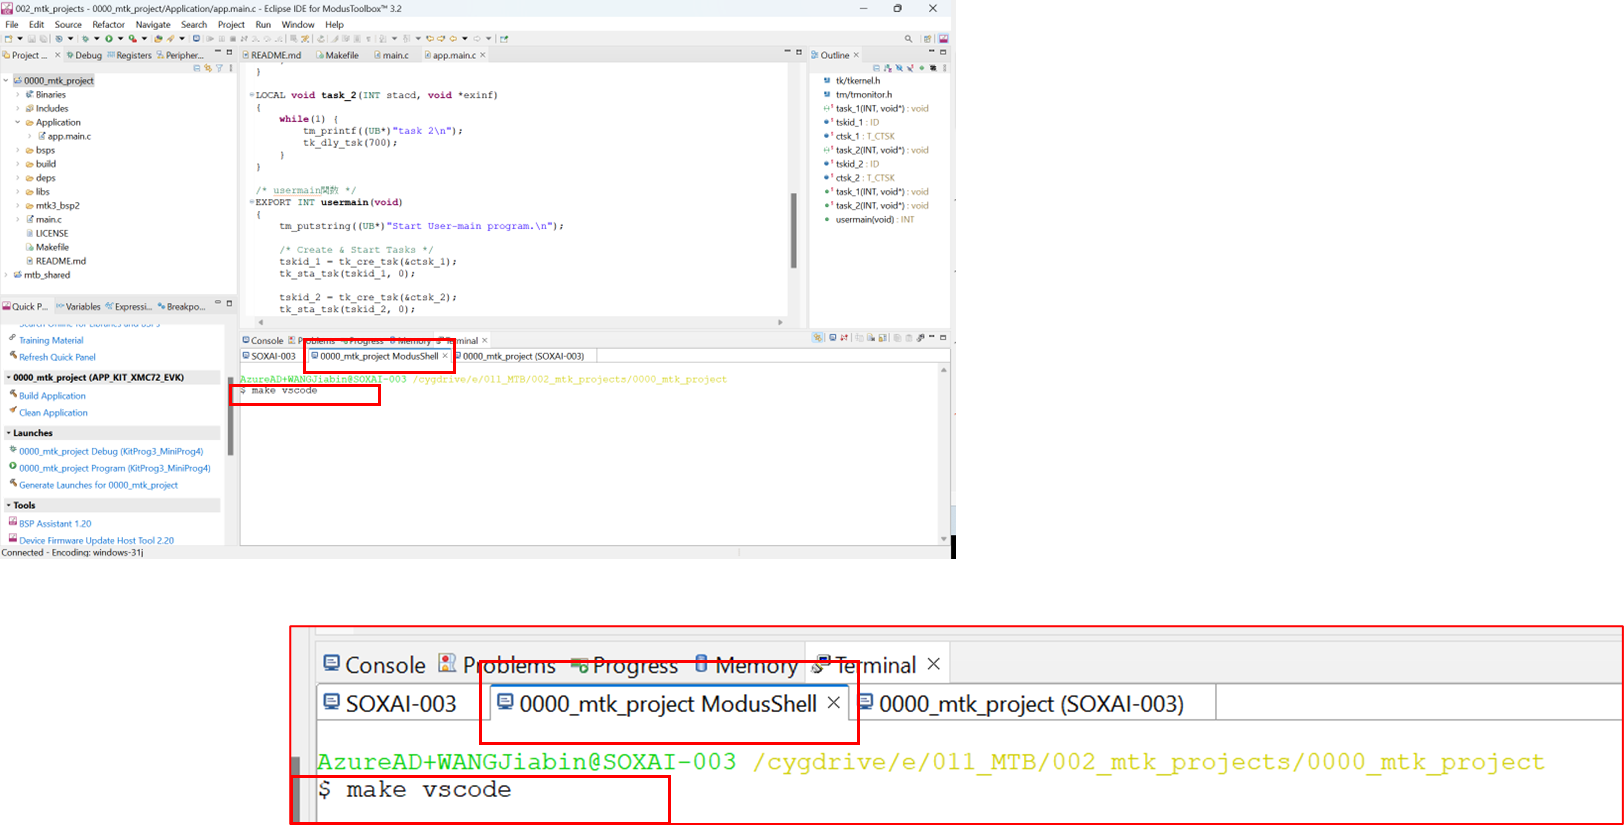 002_mtk_projects - 0000_mtk_project/Application/app.main.c - Eclipse IDE for ModusToolbox™ 3.2
File Edit Source Refactor Navigate Search Project Run Window Help
Project ... Debug Registers Peripher...
0000_mtk_project
Binaries
Includes
Application
app.main.c
bsps
build
deps
libs
mtk3_bsp2
main.c
LICENSE
Makefile
README.md
mtb_shared
README.md Makefile main.c app.main.c
}
LOCAL void task_2(INT stacd, void *exinf)
{
while(1) {
tm_printf((UB*)"task 2\n");
tk_dly_tsk(700);
}
}
/* usermain関数 */
EXPORT INT usermain(void)
{
tm_putstring((UB*)"Start User-main program.\n");
/* Create & Start Tasks */
tskid_1 = tk_cre_tsk(&ctsk_1);
tk_sta_tsk(tskid_1, 0);
tskid_2 = tk_cre_tsk(&ctsk_2);
tk_sta_tsk(tskid_2, 0);
Outline
tk/tkernel.h
tm/tmonitor.h
task_1(INT, void*) : void
tskid_1 : ID
ctsk_1 : T_CTSK
task_2(INT, void*) : void
tskid_2 : ID
ctsk_2 : T_CTSK
task_1(INT, void*) : void
task_2(INT, void*) : void
usermain(void) : INT
Quick P... Variables Expressi... Breakpo...
Search Online for Libraries and BSPs
Training Material
Refresh Quick Panel
0000_mtk_project (APP_KIT_XMC72_EVK)
Build Application
Clean Application
Launches
0000_mtk_project Debug (KitProg3_MiniProg4)
0000_mtk_project Program (KitProg3_MiniProg4)
Generate Launches for 0000_mtk_project
Tools
BSP Assistant 1.20
Device Firmware Update Host Tool 2.20
Connected - Encoding: windows-31j
Console Problems Progress Memory Terminal
SOXAI-003 0000_mtk_project ModusShell 0000_mtk_project (SOXAI-003)
AzureAD+WANGJiabin@SOXAI-003 /cygdrive/e/011_MTB/002_mtk_projects/0000_mtk_project
$ make vscode
Console Problems Progress Memory Terminal
SOXAI-003 0000_mtk_project ModusShell 0000_mtk_project (SOXAI-003)
AzureAD+WANGJiabin@SOXAI-003 /cygdrive/e/011_MTB/002_mtk_projects/0000_mtk_project
$ make vscode